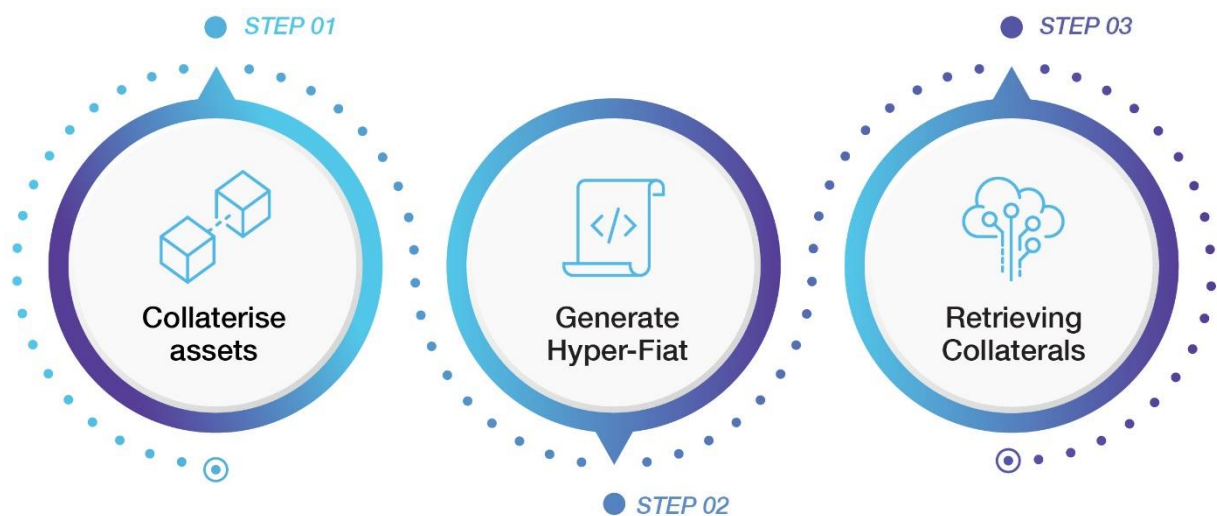 STEP 01
Collaterise
assets
</>
Generate
Hyper-Fiat
STEP 02
STEP 03
Retrieving
Collaterals